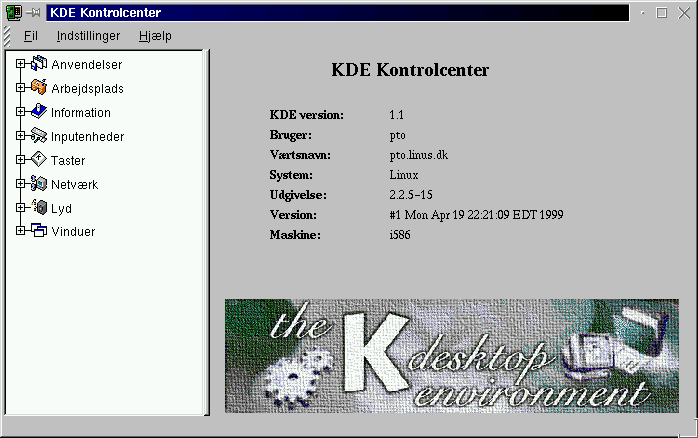 KDE Kontrolcenter
Fil Indstillinger Hjælp
Anvendelser
Arbejdsplads
Information
Inputenheder
Taster
Netværk
Lyd
Vinduer
KDE Kontrolcenter
KDE version: 1.1
Bruger: pto
Værtsnavn: pto.linus.dk
System: Linux
Udgivelse: 2.2.5-15
Version: #1 Mon Apr 19 22:21:09 EDT 1999
Maskine: i586
the
K desktop
environment